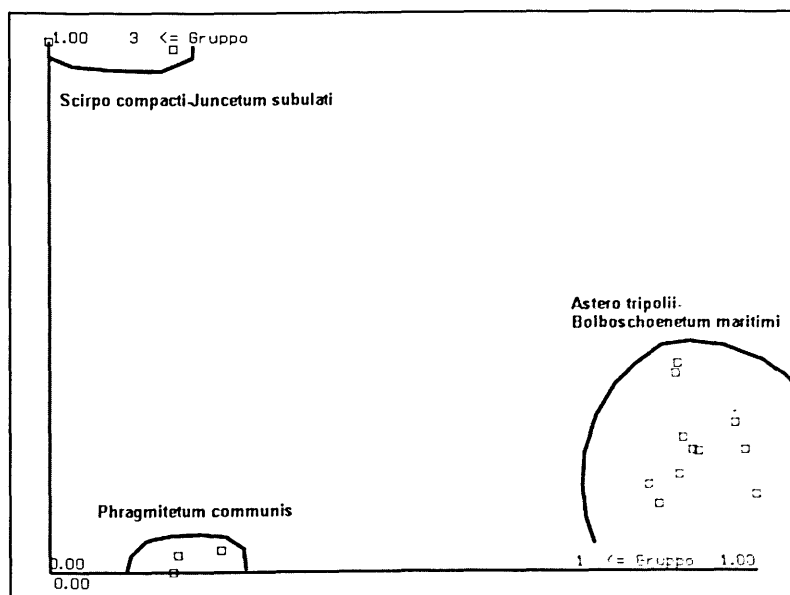 1.00 3 <= Gruppo
Scirpo compacti-Juncetum subulati
Astero tripolii-
Bolboschoenetum maritimi
Phragmitetum communis
0.00
1 <= Gruppo 1.00
0.00